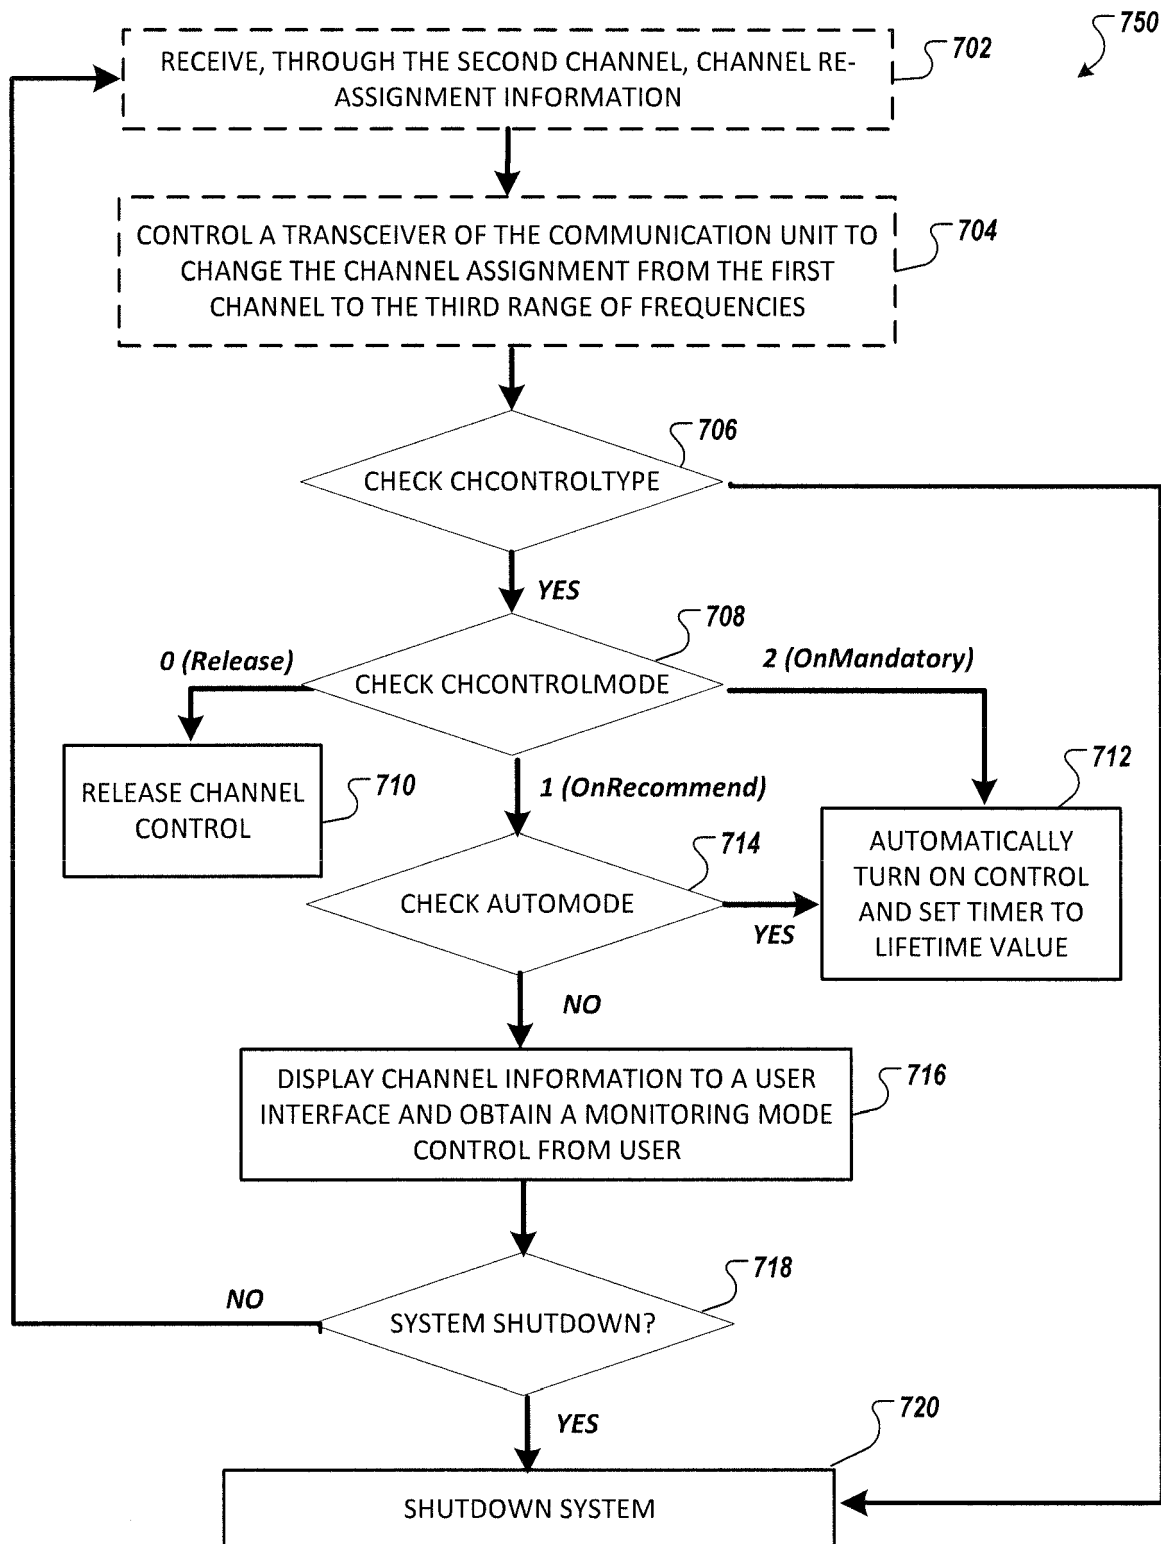 750
RECEIVE, THROUGH THE SECOND CHANNEL, CHANNEL RE-
ASSIGNMENT INFORMATION
702
CONTROL A TRANSCEIVER OF THE COMMUNICATION UNIT TO
CHANGE THE CHANNEL ASSIGNMENT FROM THE FIRST
CHANNEL TO THE THIRD RANGE OF FREQUENCIES
704
CHECK CHCONTROLTYPE
706
YES
CHECK CHCONTROLMODE
708
0 (Release)
2 (OnMandatory)
RELEASE CHANNEL
CONTROL
710
1 (OnRecommend)
712
AUTOMATICALLY
TURN ON CONTROL
AND SET TIMER TO
LIFETIME VALUE
CHECK AUTOMODE
714
YES
NO
DISPLAY CHANNEL INFORMATION TO A USER
INTERFACE AND OBTAIN A MONITORING MODE
CONTROL FROM USER
716
SYSTEM SHUTDOWN?
718
NO
YES
720
SHUTDOWN SYSTEM